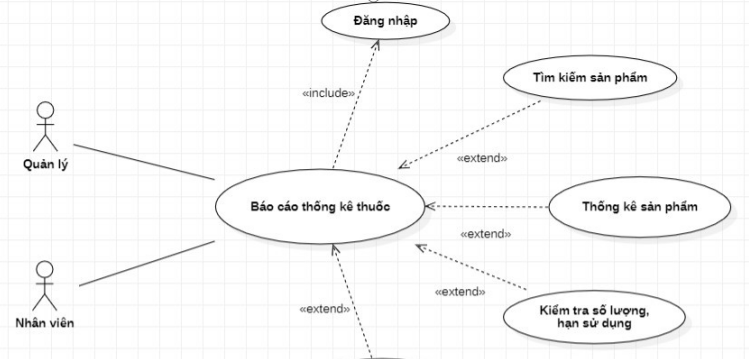 Đăng nhập
Tìm kiếm sản phẩm
«include»
Quản lý
«extend»
Báo cáo thống kê thuốc
Thống kê sản phẩm
«extend»
«extend»
«extend»
Kiểm tra số lượng,
hạn sử dụng
Nhân viên